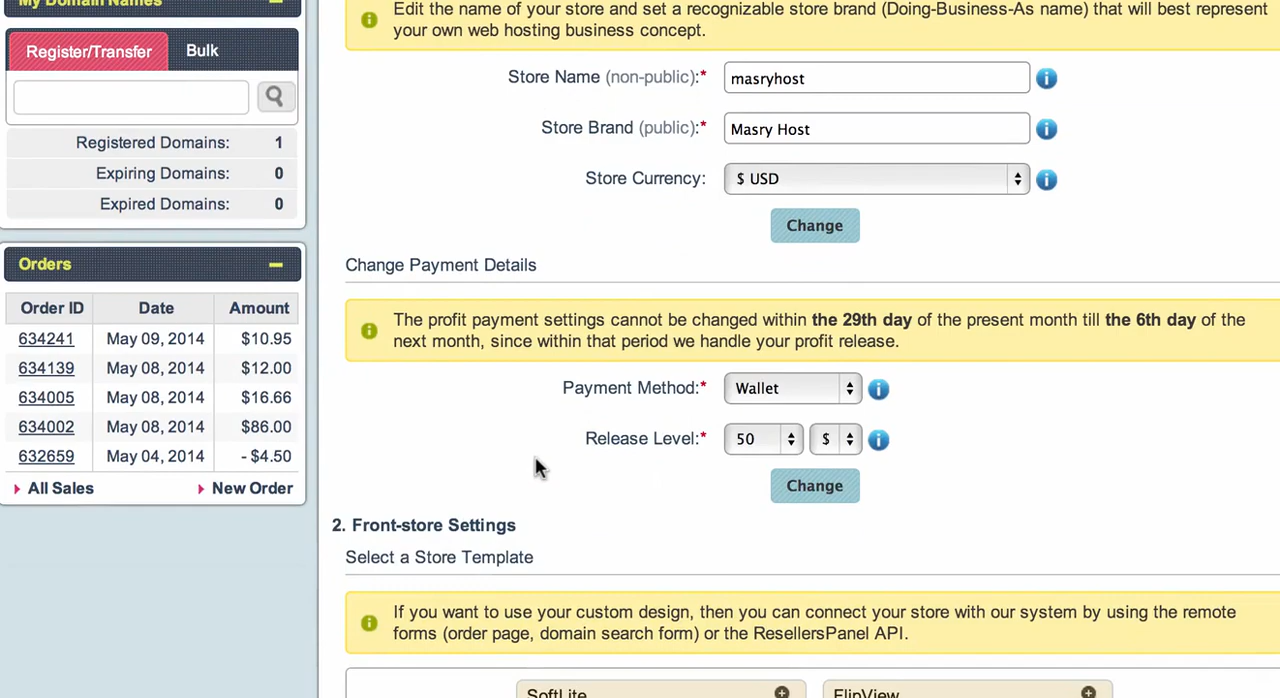 My Domain Names
Register/Transfer
Bulk
Registered Domains: 1
Expiring Domains: 0
Expired Domains: 0
Orders
Order ID Date Amount
634241 May 09, 2014 $10.95
634139 May 08, 2014 $12.00
634005 May 08, 2014 $16.66
634002 May 08, 2014 $86.00
632659 May 04, 2014 - $4.50
All Sales New Order
Edit the name of your store and set a recognizable store brand (Doing-Business-As name) that will best represent
your own web hosting business concept.
Store Name (non-public):* masryhost
Store Brand (public):* Masry Host
Store Currency: $ USD
Change
Change Payment Details
The profit payment settings cannot be changed within the 29th day of the present month till the 6th day of the
next month, since within that period we handle your profit release.
Payment Method:* Wallet
Release Level:* 50 $
Change
2. Front-store Settings
Select a Store Template
If you want to use your custom design, then you can connect your store with our system by using the remote
forms (order page, domain search form) or the ResellersPanel API.
SoftLite FlipView